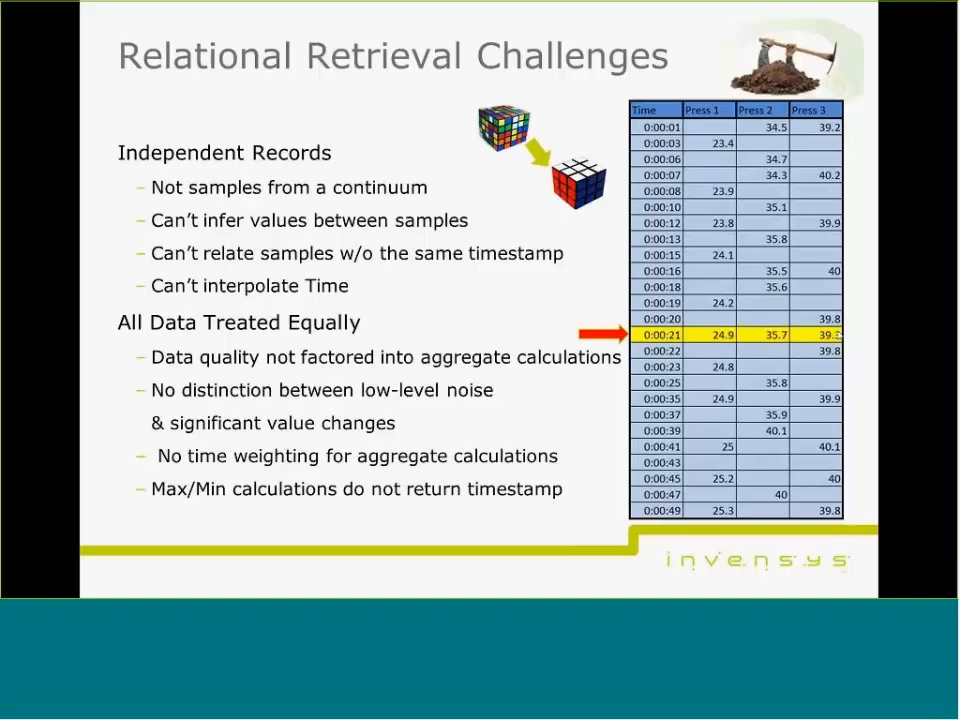 Relational Retrieval Challenges
Independent Records
– Not samples from a continuum
– Can't infer values between samples
– Can't relate samples w/o the same timestamp
– Can't interpolate Time
All Data Treated Equally
– Data quality not factored into aggregate calculations
– No distinction between low-level noise
& significant value changes
– No time weighting for aggregate calculations
– Max/Min calculations do not return timestamp
Time Press 1 Press 2 Press 3
0:00:01 34.5 39.2
0:00:03 23.4
0:00:06 34.7
0:00:07 34.3 40.2
0:00:08 23.9
0:00:10 35.1
0:00:12 23.8 39.9
0:00:13 35.8
0:00:15 24.1
0:00:16 35.5 40
0:00:18 35.6
0:00:19 24.2
0:00:20 39.8
0:00:21 24.9 35.7
0:00:22 39.8
0:00:23 24.8
0:00:25 35.8
0:00:35 24.9 39.9
0:00:37 35.9
0:00:39 40.1
0:00:41 25 40.1
0:00:43
0:00:45 25.2 40
0:00:47 40
0:00:49 25.3 39.8
invensys